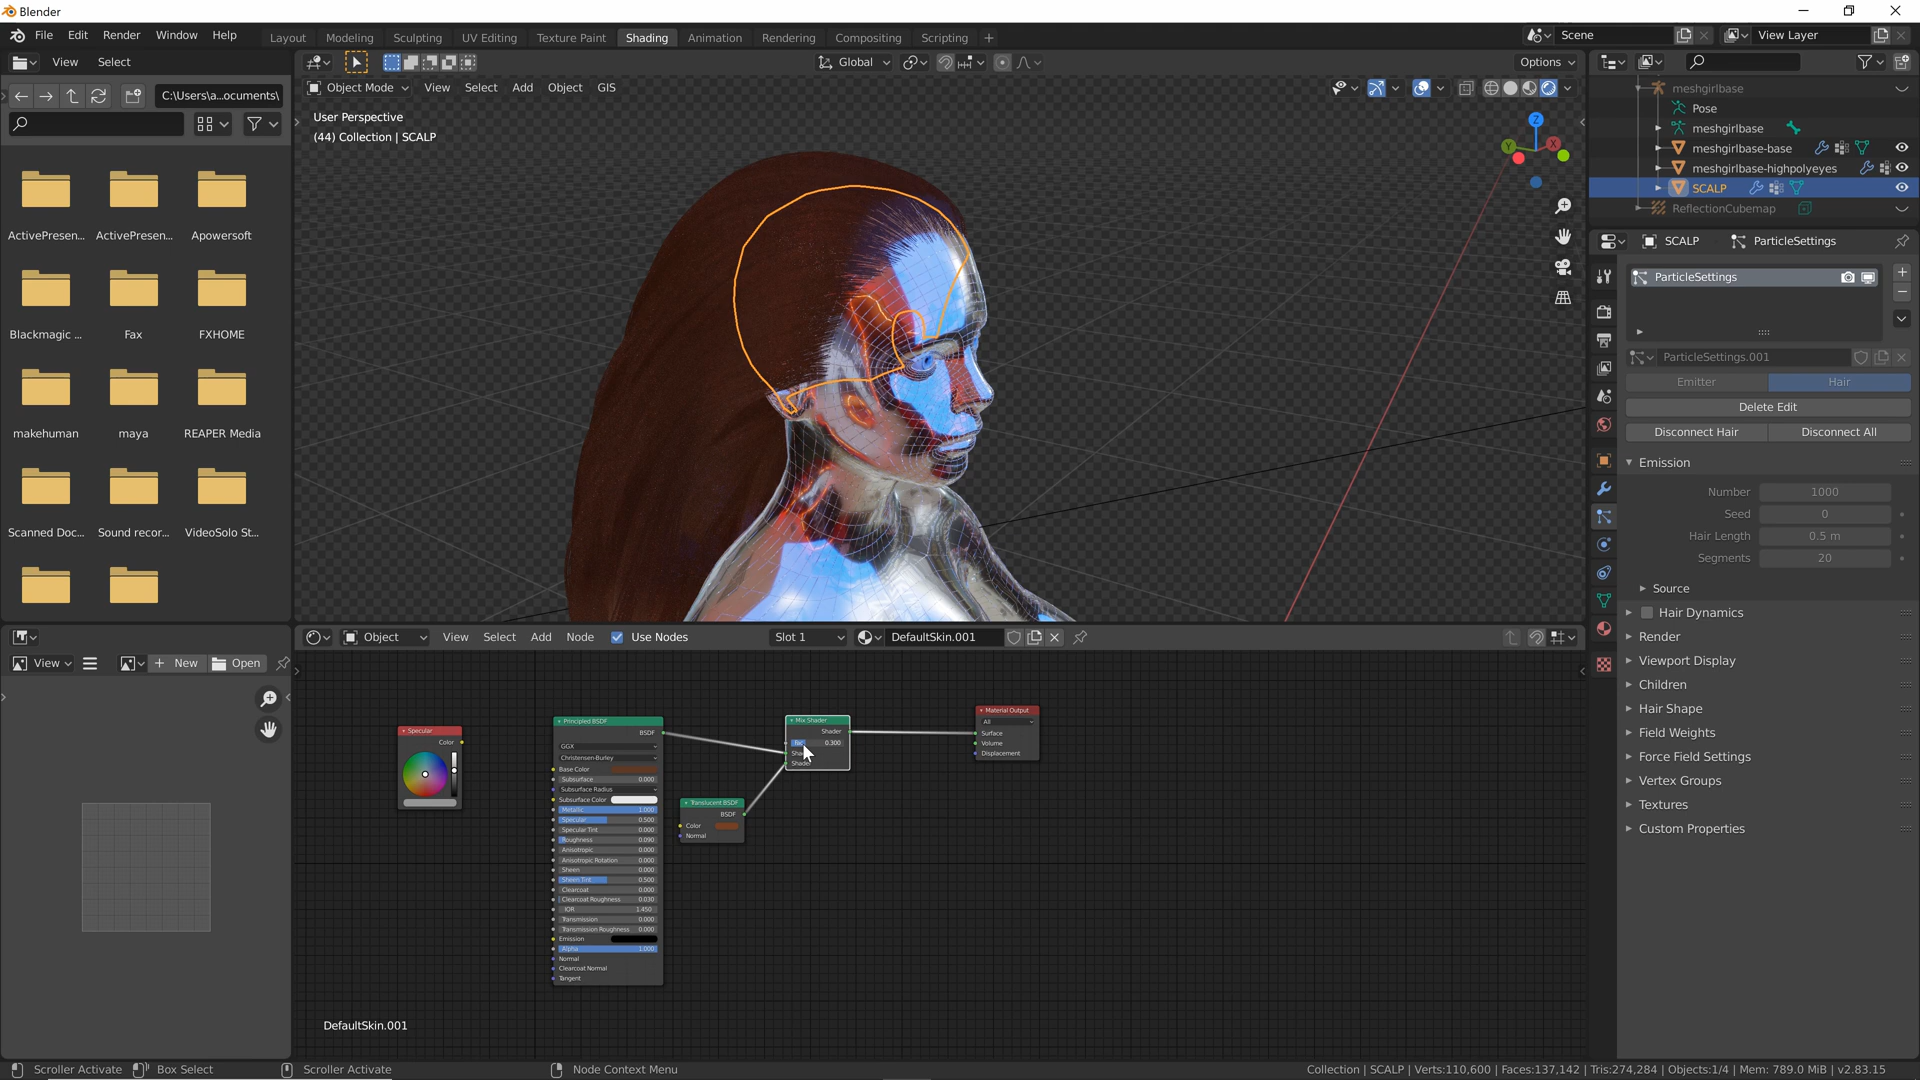 Blender
File Edit Render Window Help
Layout Modeling Sculpting UV Editing Texture Paint Shading Animation Rendering Compositing Scripting
Scene
View Layer
View Select
Global
Options
C:\Users\a...ocuments\
Object Mode View Select Add Object GIS
User Perspective
(44) Collection | SCALP
ActivePresen... ActivePresen... Apowersoft
Blackmagic ... Fax FXHOME
makehuman maya REAPER Media
Scanned Doc... Sound recor... VideoSolo St...
Z
Y
X
meshgirlbase
Pose
meshgirlbase
meshgirlbase-base
meshgirlbase-highpolyeyes
SCALP
ReflectionCubemap
SCALP ParticleSettings
ParticleSettings
ParticleSettings.001
Emitter Hair
Delete Edit
Disconnect Hair Disconnect All
Emission
Number 1000
Seed 0
Hair Length 0.5 m
Segments 20
Source
Hair Dynamics
Render
Viewport Display
Children
Hair Shape
Field Weights
Force Field Settings
Vertex Groups
Textures
Custom Properties
View New Open
Object View Select Add Node Use Nodes Slot 1 DefaultSkin.001
Specular
Color
Principled BSDF
BSDF
GGX
Christensen-Burley
Base Color
Subsurface 0.000
Subsurface Radius
Subsurface Color
Metallic 1.000
Specular 0.500
Specular Tint 0.000
Roughness 0.090
Anisotropic 0.000
Anisotropic Rotation 0.000
Sheen 0.000
Sheen Tint 0.500
Clearcoat 0.000
Clearcoat Roughness 0.030
IOR 1.450
Transmission 0.000
Transmission Roughness 0.000
Emission
Alpha 1.000
Normal
Clearcoat Normal
Tangent
Translucent BSDF
BSDF
Color
Normal
Mix Shader
Shader
Fac 0.300
Shader
Material Output
All
Surface
Volume
Displacement
DefaultSkin.001
Scroller Activate Box Select Scroller Activate Node Context Menu
Collection | SCALP | Verts:110,600 | Faces:137,142 | Tris:274,284 | Objects:1/4 | Mem: 789.0 MiB | v2.83.15